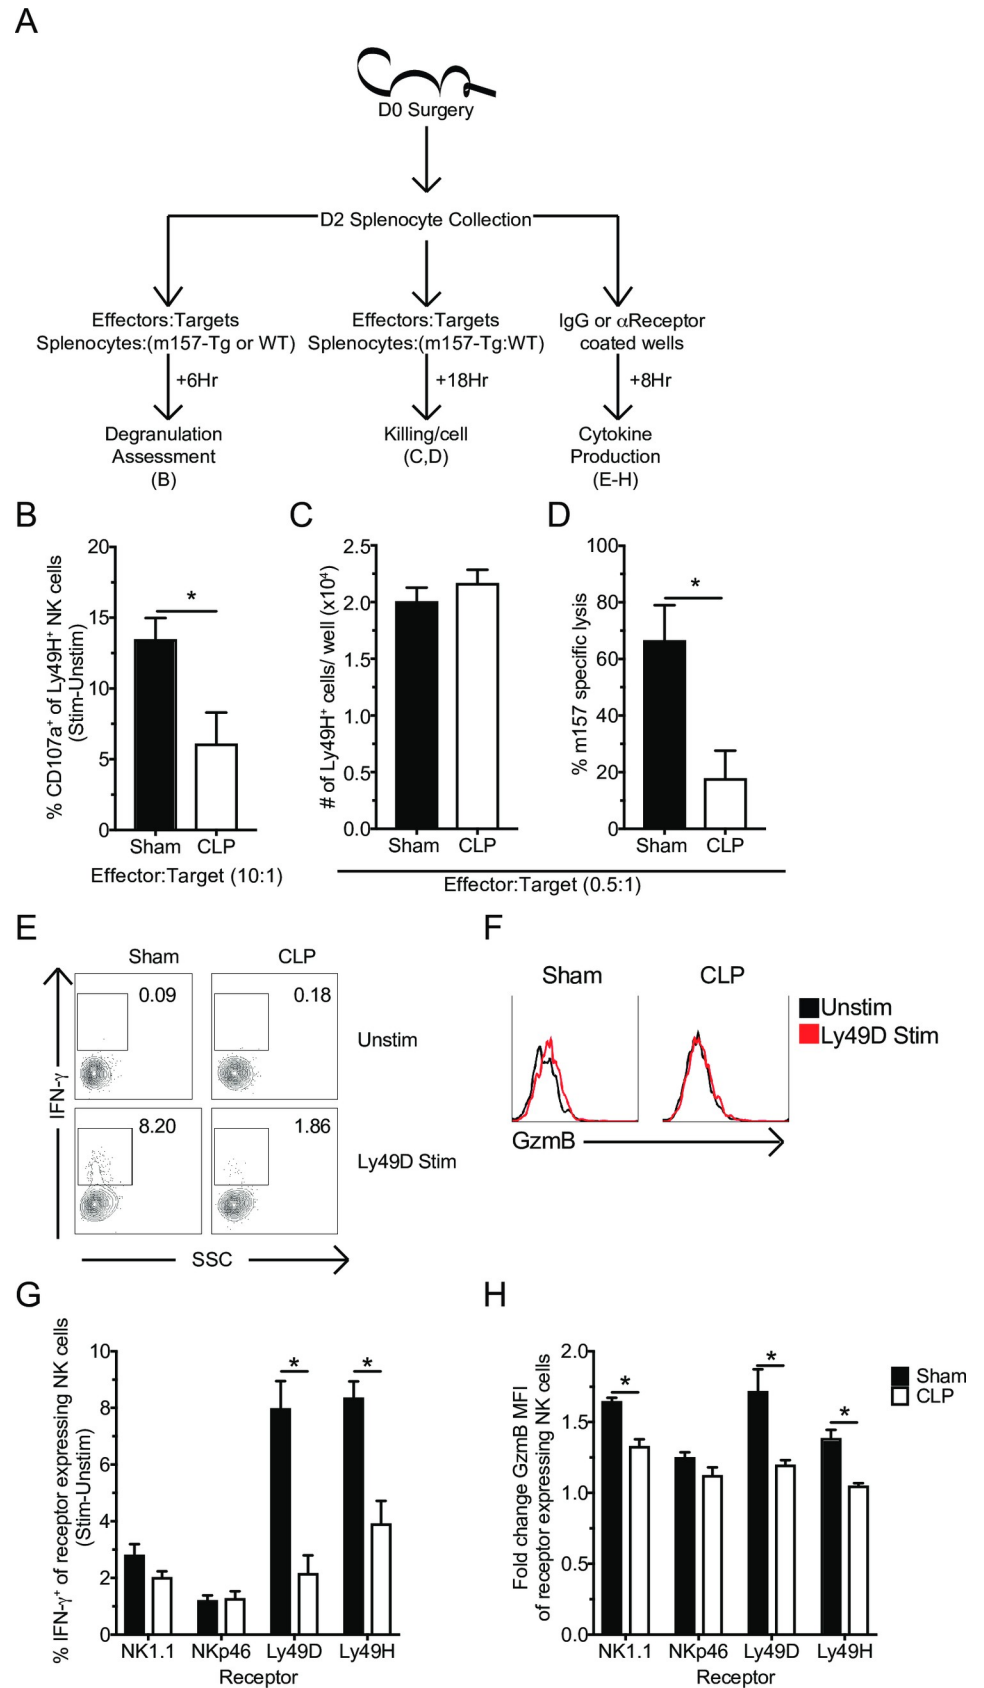 A
D0 Surgery
D2 Splenocyte Collection
Effectors:Targets
Splenocytes:(m157-Tg or WT)
Effectors:Targets
Splenocytes:(m157-Tg:WT)
IgG or αReceptor
coated wells
+6Hr
+18Hr
+8Hr
Degranulation
Assessment
(B)
Killing/cell
(C,D)
Cytokine
Production
(E-H)
B
% CD107a⁺ of Ly49H⁺ NK cells
(Stim-Unstim)
20
15
10
5
0
*
Sham
CLP
Effector:Target (10:1)
C
# of Ly49H⁺ cells/ well (x10⁴)
2.5
2.0
1.5
1.0
0.5
0.0
Sham
CLP
D
% m157 specific lysis
100
80
60
40
20
0
*
Sham
CLP
Effector:Target (0.5:1)
E
Sham
CLP
IFN-γ
0.09
0.18
Unstim
8.20
1.86
Ly49D Stim
SSC
F
Sham
CLP
Unstim
Ly49D Stim
GzmB
G
% IFN-γ⁺ of receptor expressing NK cells
(Stim-Unstim)
10
8
6
4
2
0
*
*
NK1.1
NKp46
Ly49D
Ly49H
Receptor
H
Fold change GzmB MFI
of receptor expressing NK cells
2.0
1.5
1.0
0.5
0.0
*
*
*
Sham
CLP
NK1.1
NKp46
Ly49D
Ly49H
Receptor